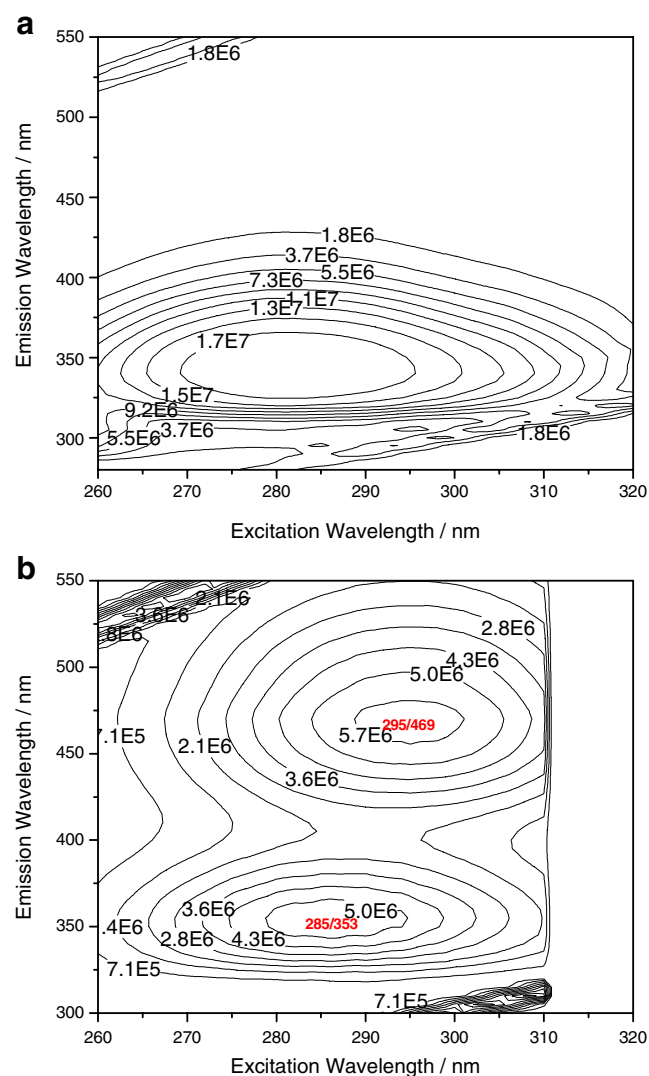 a
550
1.8E6
500
450
1.8E6
3.7E6
400
5.5E6
7.3E6
1.1E7
1.3E7
350
1.7E7
1.5E7
9.2E6
3.7E6
300
5.5E6
1.8E6
260 270 280 290 300 310 320
Emission Wavelength / nm
Excitation Wavelength / nm
b
550
2.1E6
3.6E6
.8E6
2.8E6
500
4.3E6
5.0E6
295/469
7.1E5
5.7E6
2.1E6
450
3.6E6
400
3.6E6
5.0E6
350
.4E6
285/353
2.8E6
4.3E6
7.1E5
7.1E5
300
260 270 280 290 300 310 320
Emission Wavelength / nm
Excitation Wavelength / nm